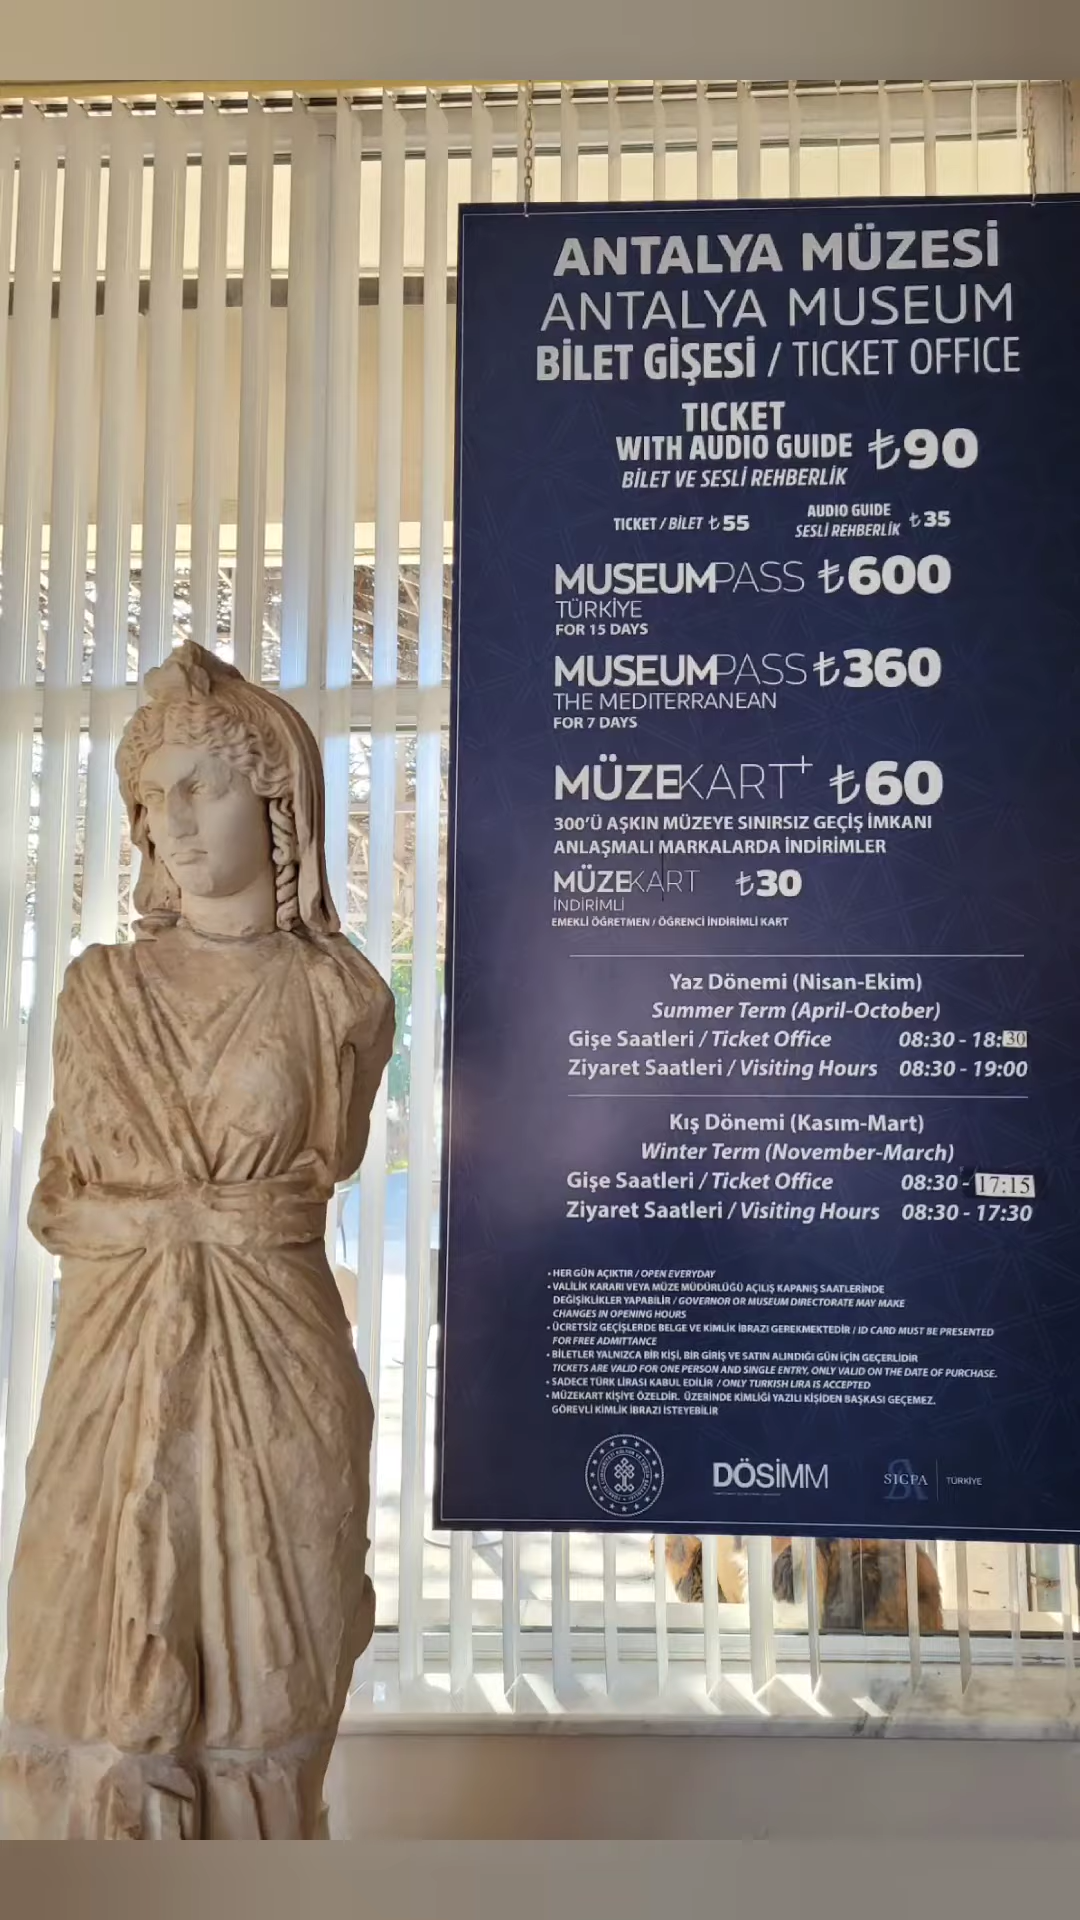 ANTALYA MÜZESİ
ANTALYA MUSEUM
BİLET GİŞESİ / TICKET OFFICE
TICKET
WITH AUDIO GUIDE ₺90
BİLET VE SESLİ REHBERLİK
TICKET / BİLET ₺55
AUDIO GUIDE
SESLİ REHBERLİK ₺35
MUSEUMPASS ₺600
TÜRKİYE
FOR 15 DAYS
MUSEUMPASS ₺360
THE MEDITERRANEAN
FOR 7 DAYS
MÜZEKART+ ₺60
300'Ü AŞKIN MÜZEYE SINIRSIZ GEÇİŞ İMKANI
ANLAŞMALI MARKALARDA İNDİRİMLER
MÜZEKART ₺30
İNDİRİMLİ
EMEKLİ ÖĞRETMEN / ÖĞRENCİ İNDİRİMLİ KART
Yaz Dönemi (Nisan-Ekim)
Summer Term (April-October)
Gişe Saatleri / Ticket Office 08:30 - 18:30
Ziyaret Saatleri / Visiting Hours 08:30 - 19:00
Kış Dönemi (Kasım-Mart)
Winter Term (November-March)
Gişe Saatleri / Ticket Office 08:30 - 17:15
Ziyaret Saatleri / Visiting Hours 08:30 - 17:30
• HER GÜN AÇIKTIR / OPEN EVERYDAY
• VALİLİK KARARI VEYA MÜZE MÜDÜRLÜĞÜ AÇILIŞ KAPANIŞ SAATLERİNDE
DEĞİŞİKLİKLER YAPABİLİR / GOVERNOR OR MUSEUM DIRECTORATE MAY MAKE
CHANGES IN OPENING HOURS
• ÜCRETSİZ GEÇİŞLERDE BELGE VE KİMLİK İBRAZI GEREKMEKTEDİR / ID CARD MUST BE PRESENTED
FOR FREE ADMITTANCE
• BİLETLER YALNIZCA BİR KİŞİ, BİR GİRİŞ VE SATIN ALINDIĞI GÜN İÇİN GEÇERLİDİR
TICKETS ARE VALID FOR ONE PERSON AND SINGLE ENTRY, ONLY VALID ON THE DATE OF PURCHASE.
• SADECE TÜRK LİRASI KABUL EDİLİR / ONLY TURKISH LIRA IS ACCEPTED
• MÜZEKART KİŞİYE ÖZELDİR. ÜZERİNDE KİMLİĞİ YAZILI KİŞİDEN BAŞKASI GEÇEMEZ.
GÖREVLİ KİMLİK İBRAZI İSTEYEBİLİR
DÖSİMM
SICPA TÜRKİYE